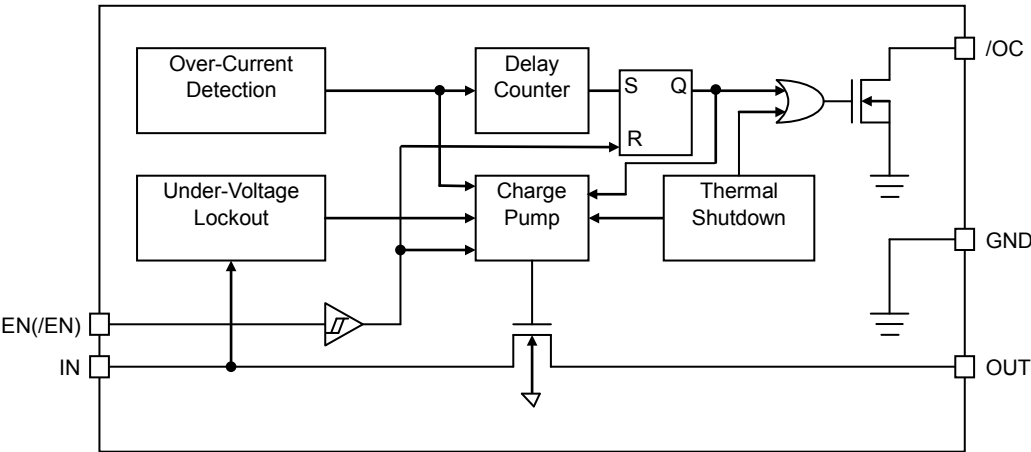 Over-Current
Detection
Delay
Counter
S
Q
R
/OC
Under-Voltage
Lockout
Charge
Pump
Thermal
Shutdown
GND
EN(/EN)
IN
OUT